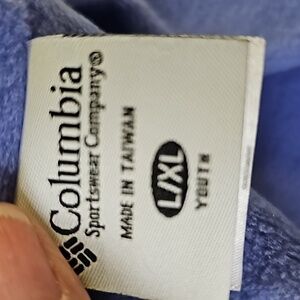 Columbia
Sportswear Company®
MADE IN TAIWAN
L/XL
YOUTH